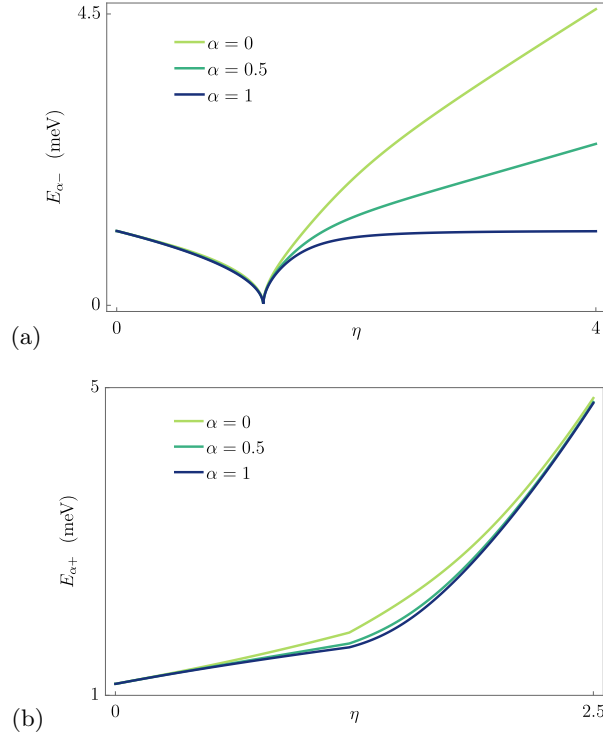 4.5
α = 0
α = 0.5
α = 1
E_{α−} (meV)
0
0
η
4
(a)
5
α = 0
α = 0.5
α = 1
E_{α+} (meV)
1
0
η
2.5
(b)